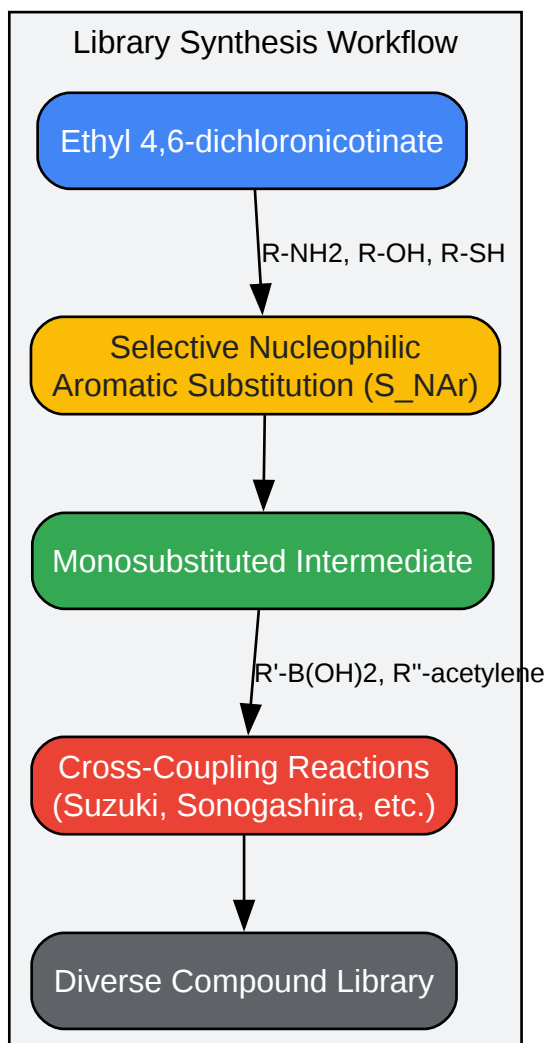 Library Synthesis Workflow
Ethyl 4,6-dichloronicotinate
R-NH2, R-OH, R-SH
Selective Nucleophilic
Aromatic Substitution (S_NAr)
Monosubstituted Intermediate
R'-B(OH)2, R''-acetylene
Cross-Coupling Reactions
(Suzuki, Sonogashira, etc.)
Diverse Compound Library